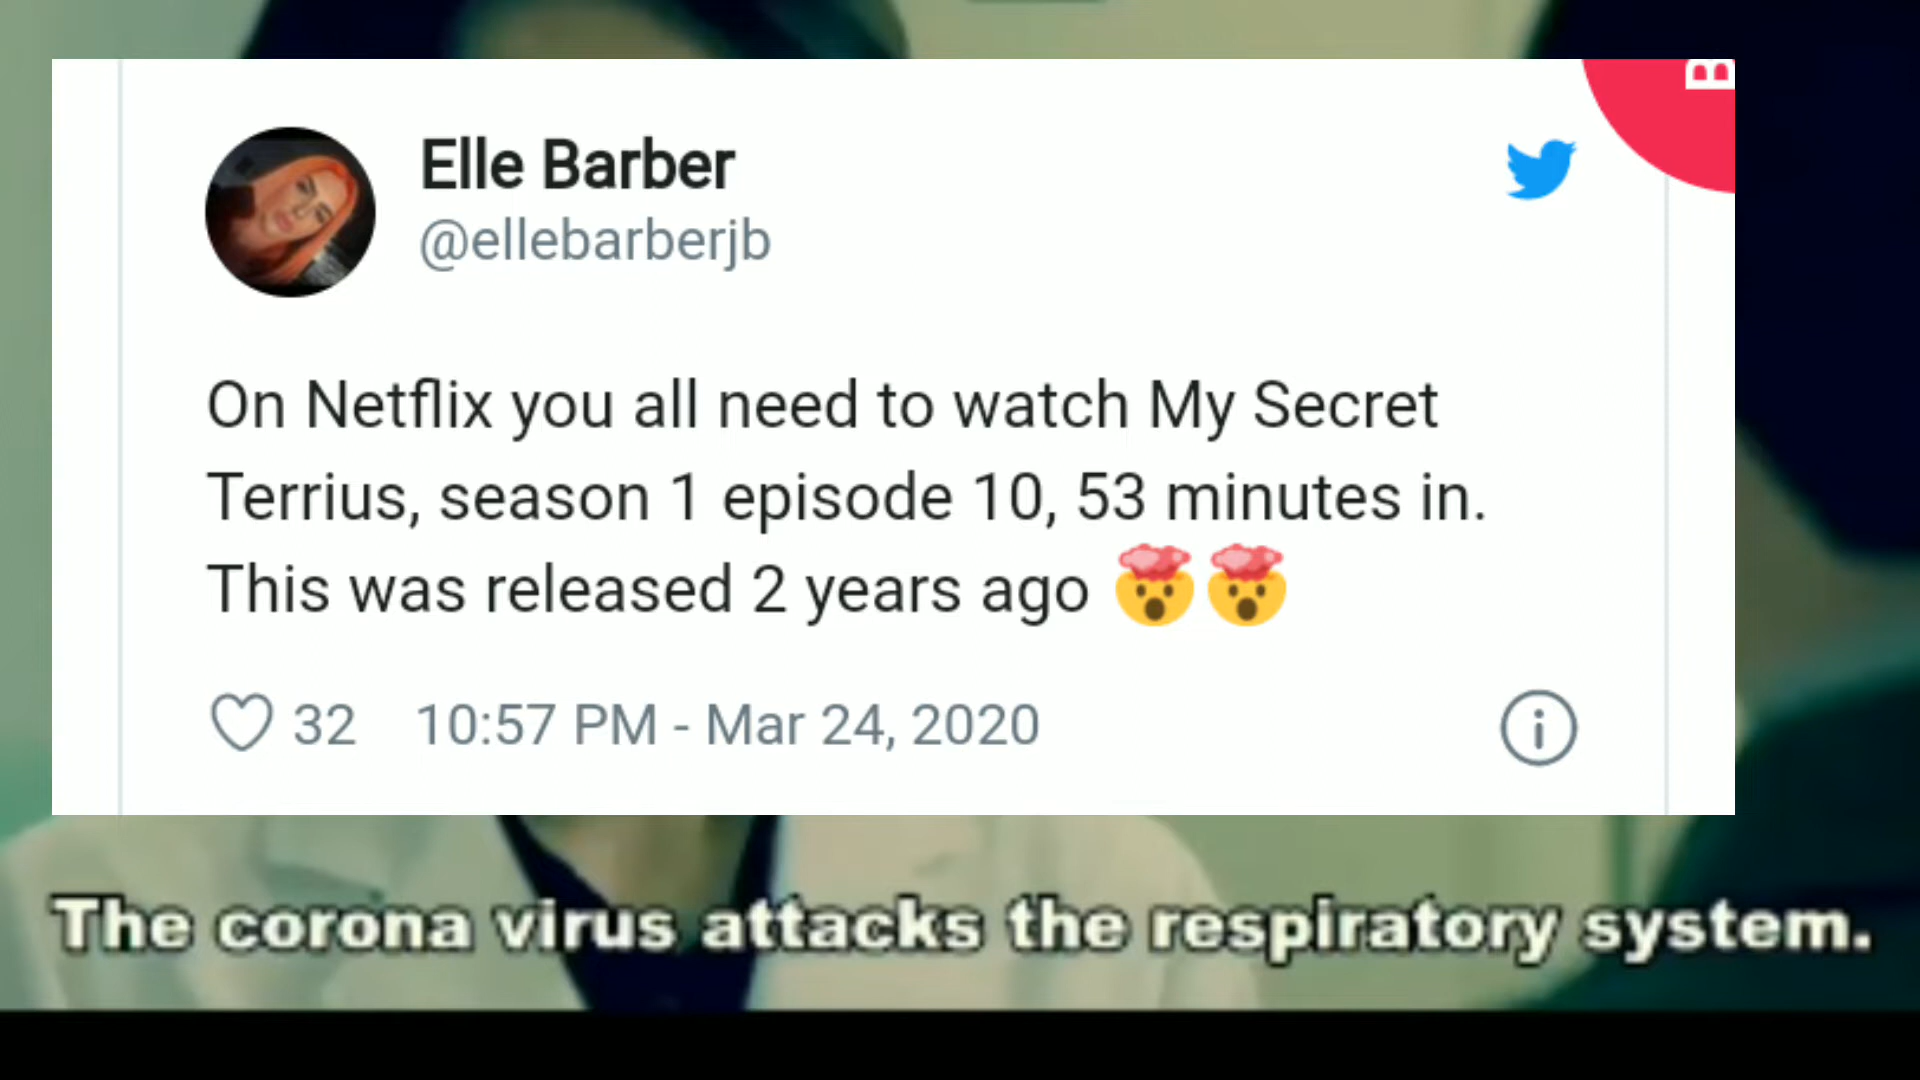 B
Elle Barber
@ellebarberjb
On Netflix you all need to watch My Secret
Terrius, season 1 episode 10, 53 minutes in.
This was released 2 years ago 🤯🤯
32 10:57 PM - Mar 24, 2020
The corona virus attacks the respiratory system.